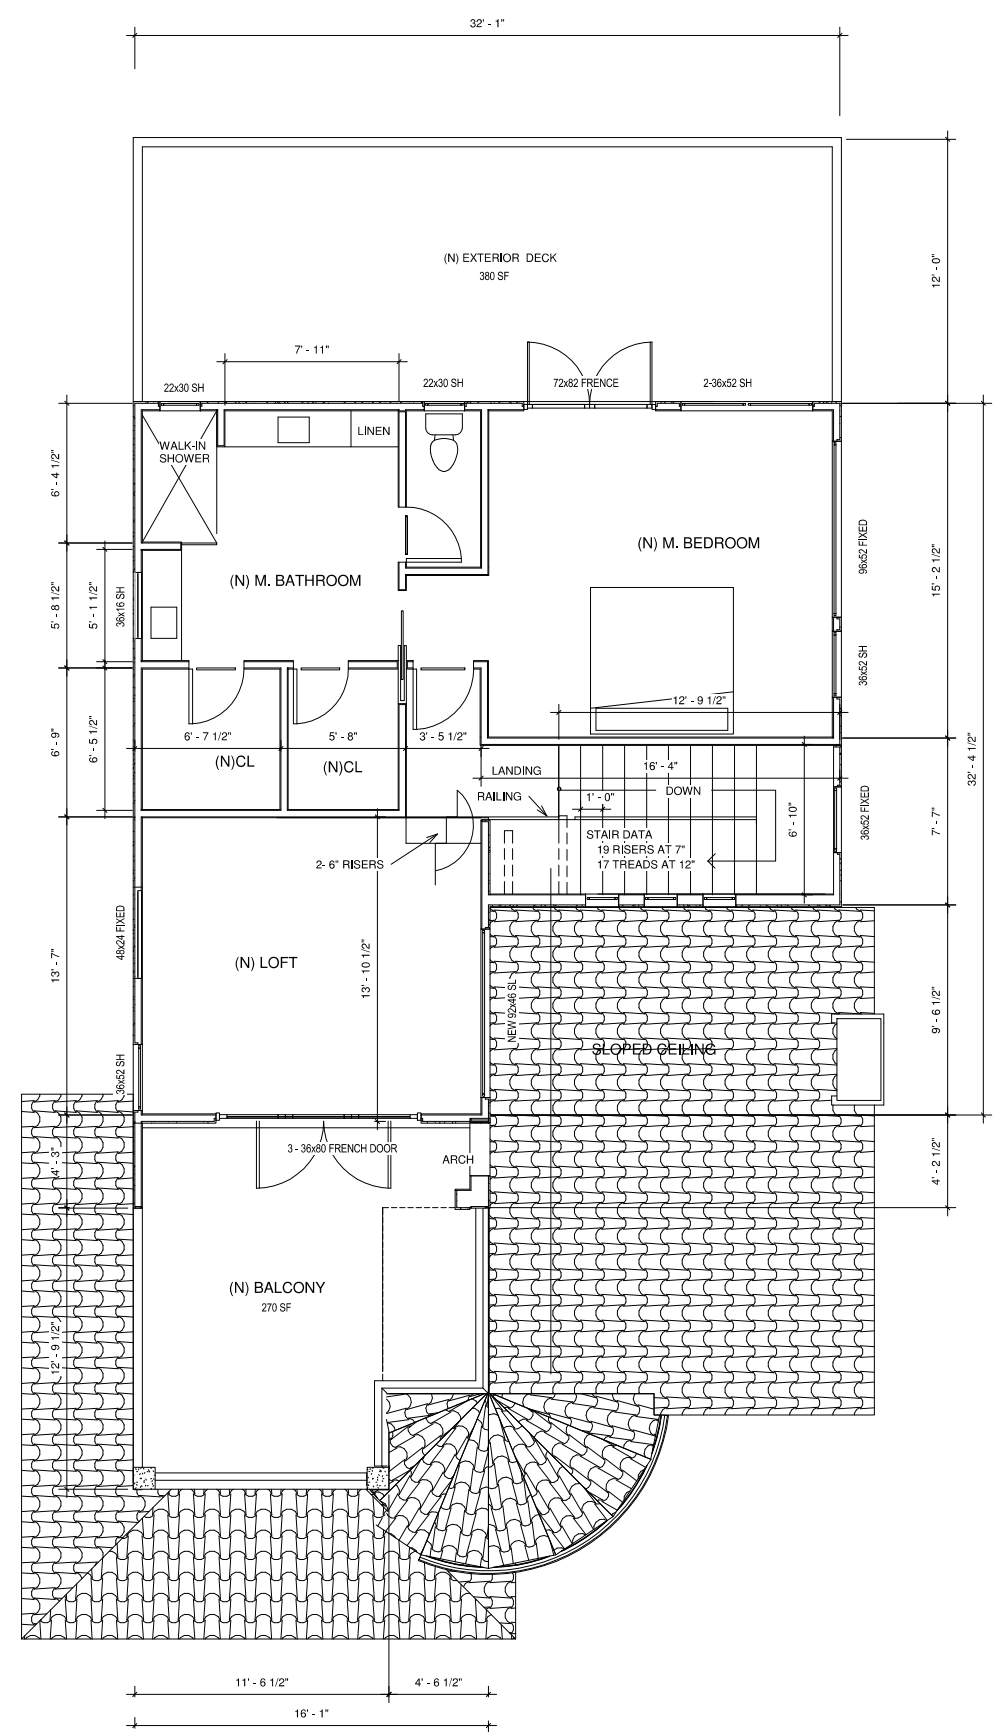 32' - 1"
(N) EXTERIOR DECK
380 SF
12' - 0"
7' - 11"
22x30 SH
22x30 SH
72x82 FRENCE
2-36x52 SH
WALK-IN
SHOWER
LINEN
6' - 4 1/2"
(N) M. BEDROOM
96x52 FIXED
15' - 2 1/2"
(N) M. BATHROOM
5' - 8 1/2"
5' - 1 1/2"
36x16 SH
36x52 SH
12' - 9 1/2"
6' - 9"
6' - 5 1/2"
6' - 7 1/2"
5' - 8"
3' - 5 1/2"
(N)CL
(N)CL
LANDING
16' - 4"
32' - 4 1/2"
RAILING
1' - 0"
DOWN
6' - 10"
36x52 FIXED
7' - 7"
STAIR DATA
19 RISERS AT 7"
17 TREADS AT 12"
2- 6" RISERS
48x24 FIXED
13' - 7"
(N) LOFT
13' - 10 1/2"
NEW 92x46 SL
9' - 6 1/2"
SLOPED CEILING
36x52 SH
3 - 36x80 FRENCH DOOR
ARCH
4' - 3"
4' - 2 1/2"
(N) BALCONY
270 SF
12' - 9 1/2"
11' - 6 1/2"
4' - 6 1/2"
16' - 1"